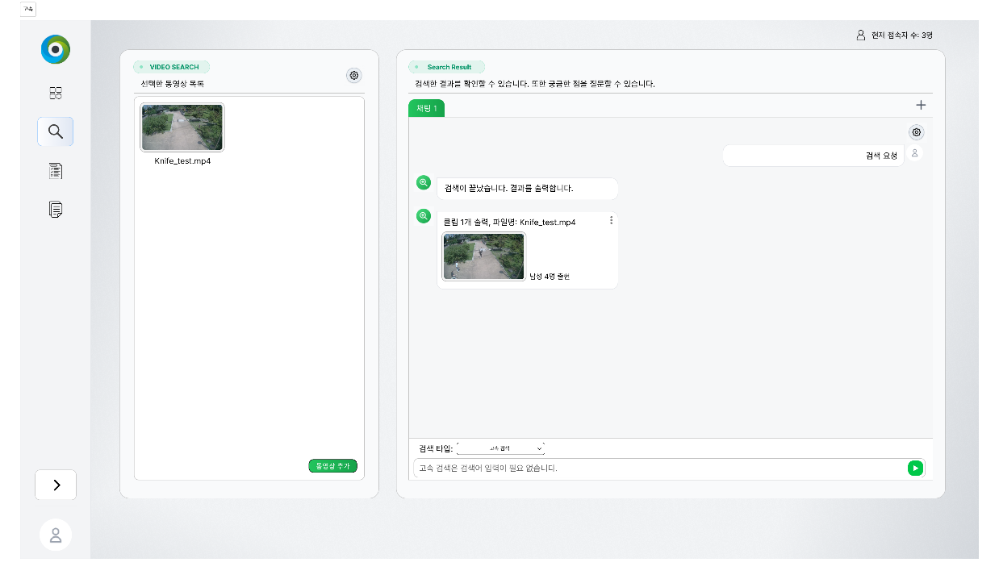 고속
현재 접속자 수: 3명
VIDEO SEARCH
선택한 동영상 목록
Knife_test.mp4
동영상 추가
Search Result
검색한 결과를 확인할 수 있습니다. 또한 궁금한 점을 질문할 수 있습니다.
채팅 1
검색 요청
검색이 끝났습니다. 결과를 출력합니다.
클립 1개 출력, 파일명: Knife_test.mp4
남성 4명 출현
검색 타입: 고속 검색
고속 검색은 검색어 입력이 필요 없습니다.